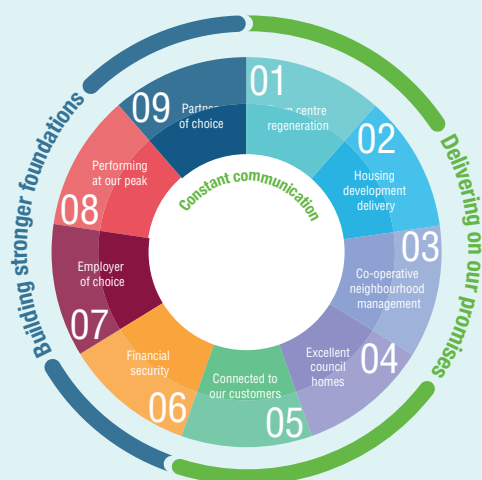 01
centre
regeneration
02
Housing
development
delivery
03
Co-operative
neighbourhood
management
04
Excellent
council
homes
05
Connected to
our customers
06
Financial
security
07
Employer
of choice
08
Performing
at our peak
09
of choice
Constant communication
Building stronger foundations
Delivering on our promises